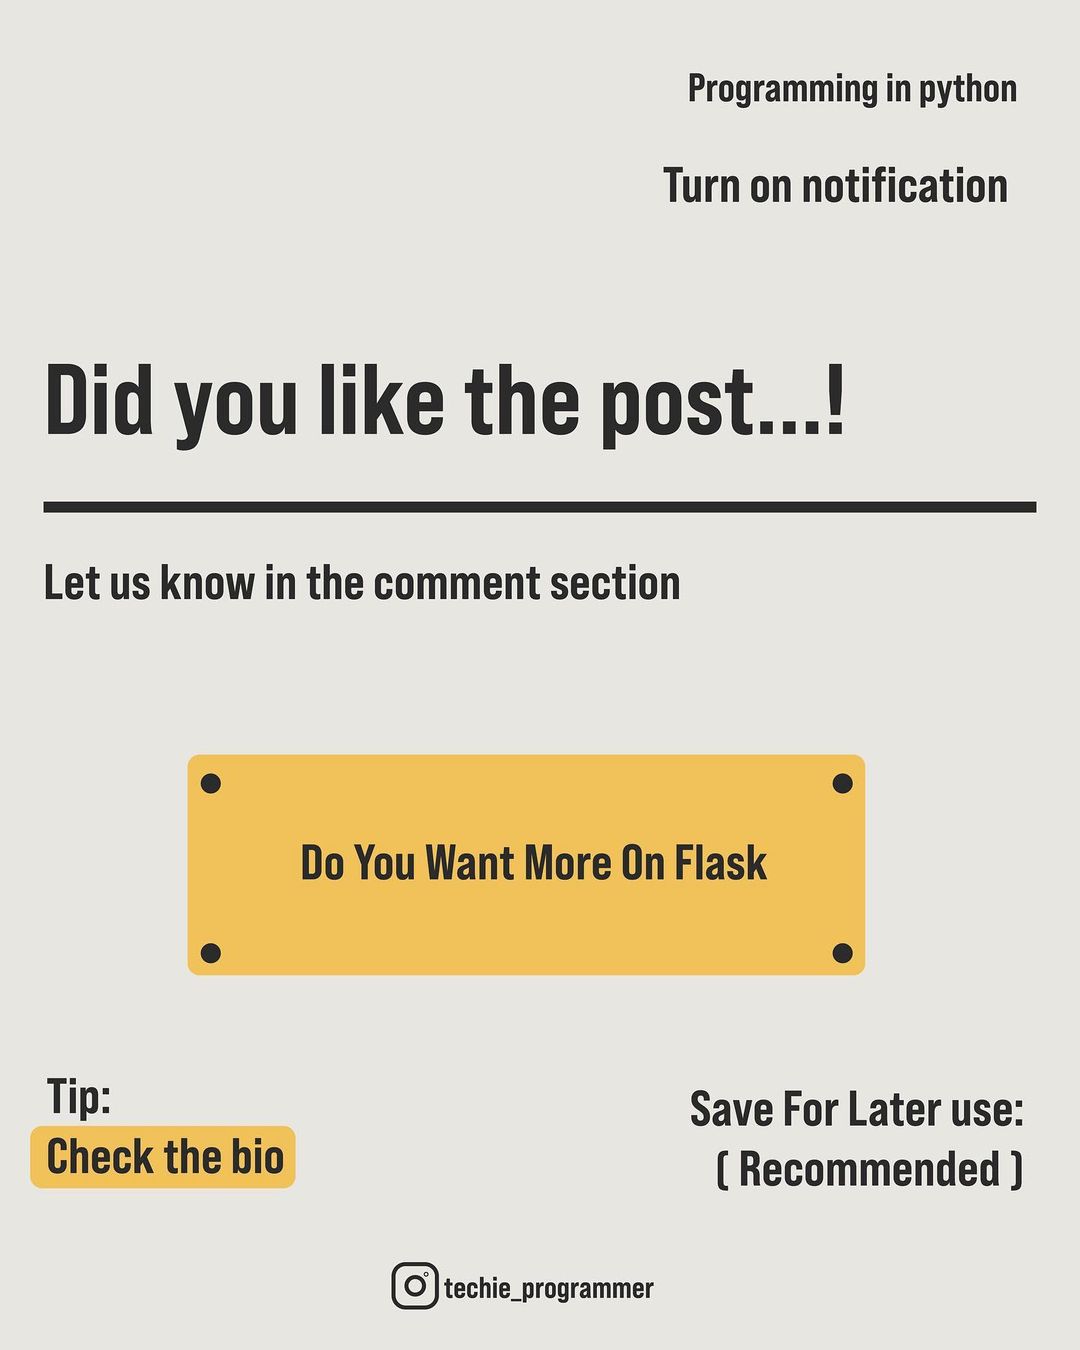 Programming in python
Turn on notification
Did you like the post...!
Let us know in the comment section
Do You Want More On Flask
Tip:
Check the bio
Save For Later use:
( Recommended )
techie_programmer